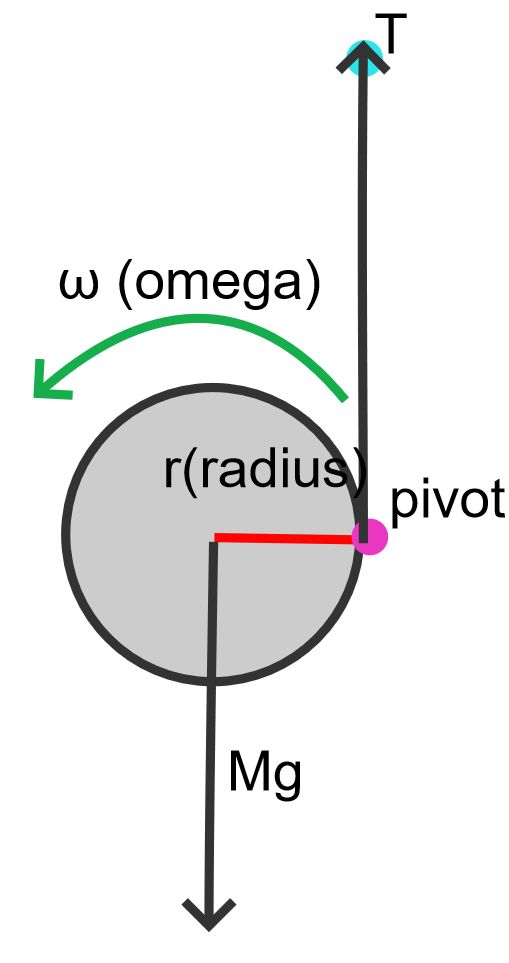 T
ω (omega)
r(radius)
pivot
Mg